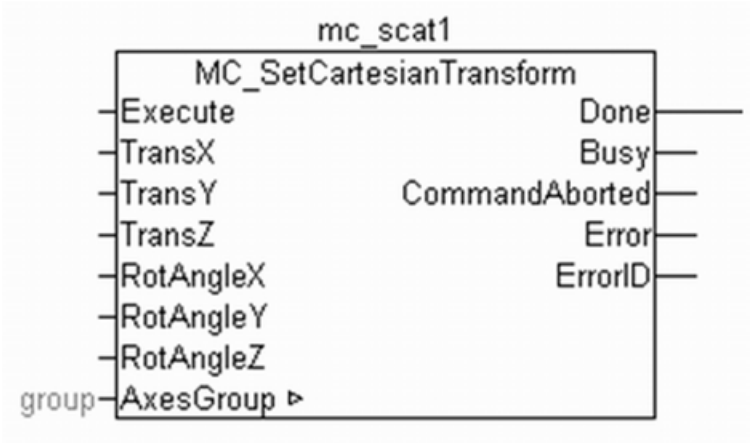 mc_scat1
MC_SetCartesianTransform
Execute Done
TransX Busy
TransY CommandAborted
TransZ Error
RotAngleX ErrorID
RotAngleY
RotAngleZ
group AxesGroup